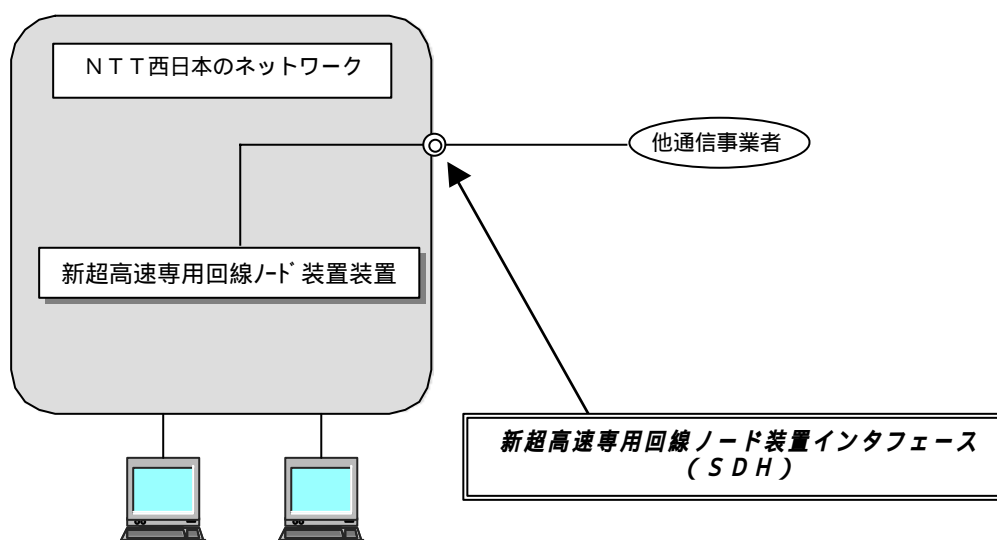 NTT西日本のネットワーク
他通信事業者
新超高速専用回線ﾉｰﾄﾞ装置装置
新超高速専用回線ノード装置インタフェース
(SDH)